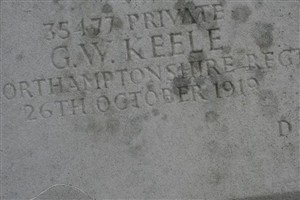 35477 PRIVATE
G.W. KEELE
ORTHAMPTONSHIRE REGT
26TH OCTOBER 1919
D